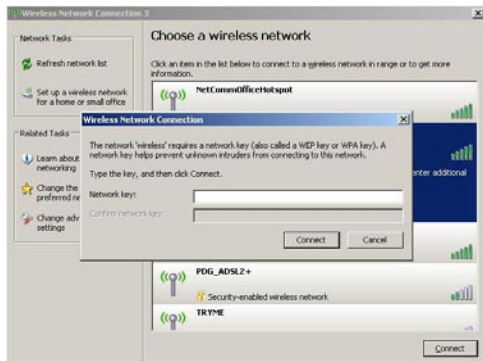 Wireless Network Connection 3
Network Tasks
Refresh network list
Set up a wireless network
for a home or small office
Related Tasks
Learn about
networking
Change the
preferred ne
Change adv
settings
Choose a wireless network
Click an item in the list below to connect to a wireless network in range or to get more
information.
NetCommOfficeHotspot
Wireless Network Connection
The network 'wireless' requires a network key (also called a WEP key or WPA key). A
network key helps prevent unknown intruders from connecting to this network.
Type the key, and then click Connect.
Network key:
Confirm network key:
Connect
Cancel
enter additional
PDG_ADSL2+
Security-enabled wireless network
TRYME
Connect